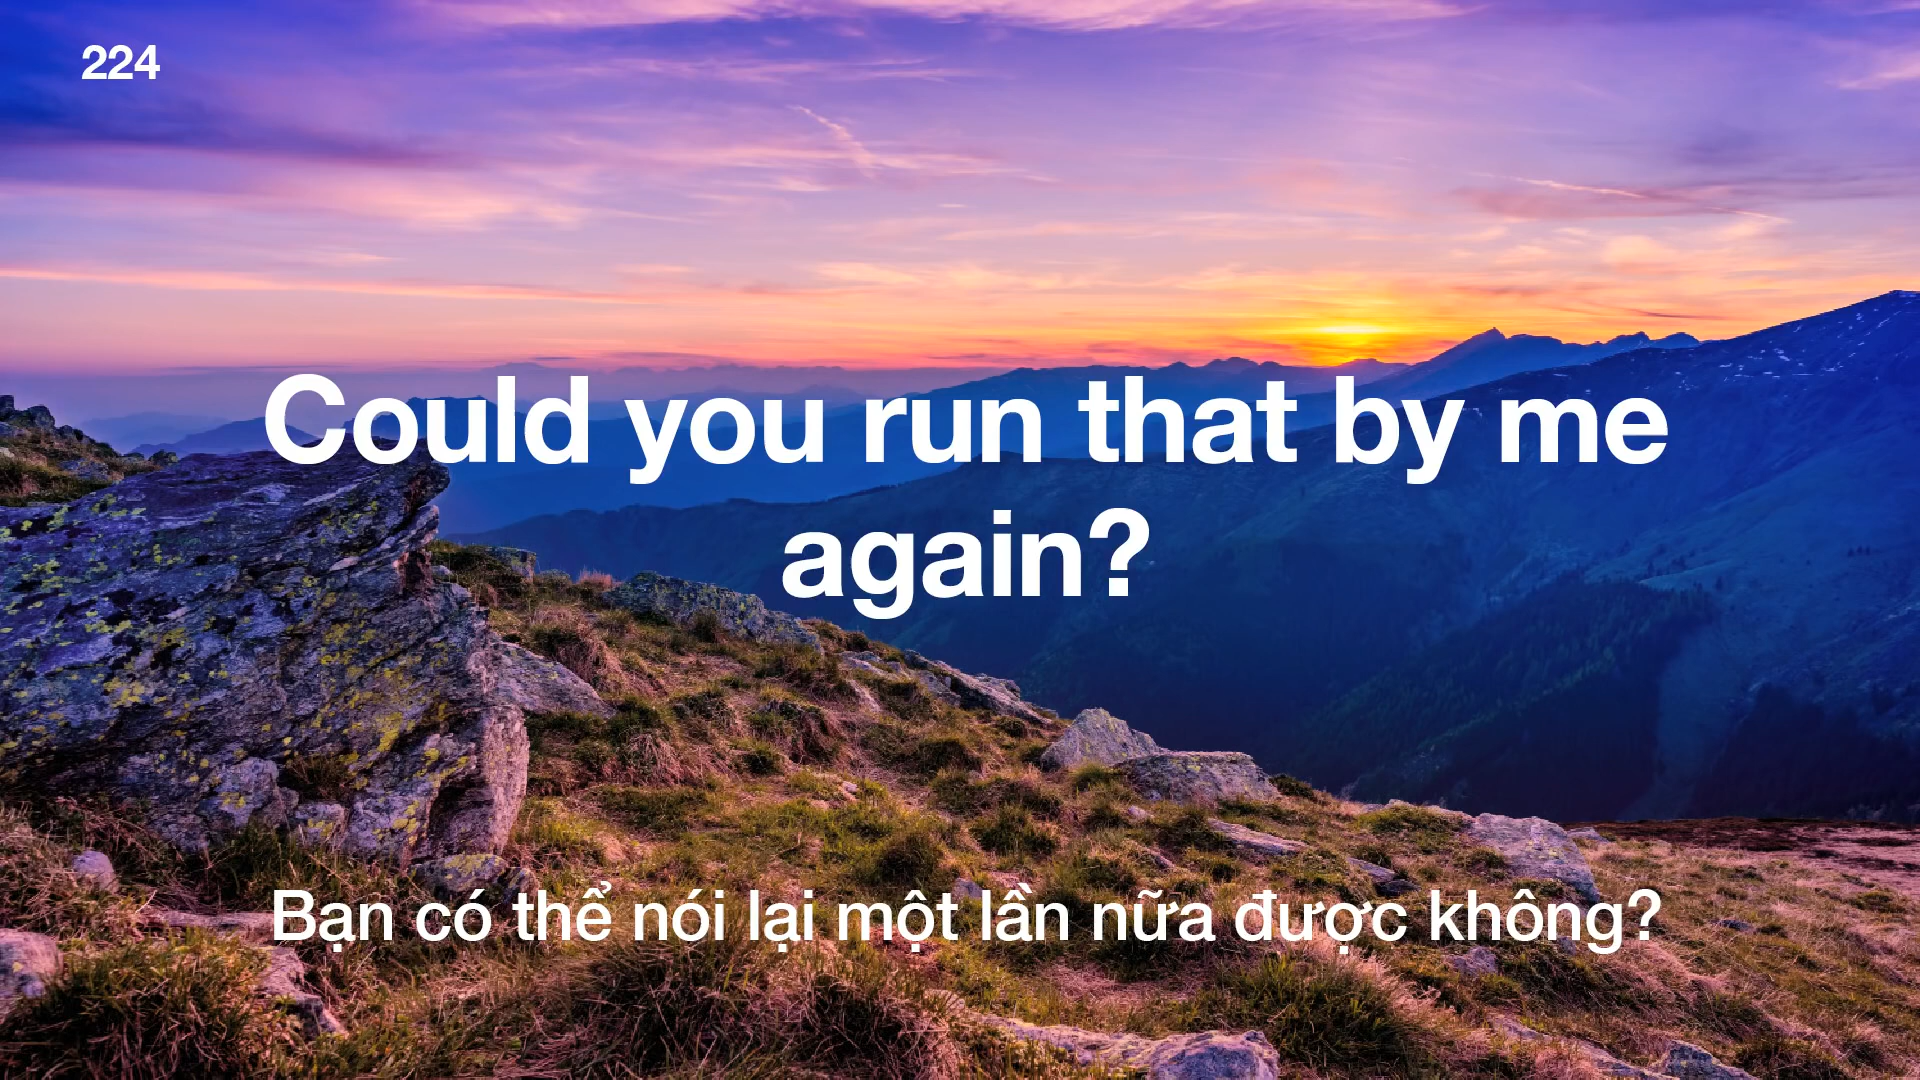 224
Could you run that by me
again?
Bạn có thể nói lại một lần nữa được không?